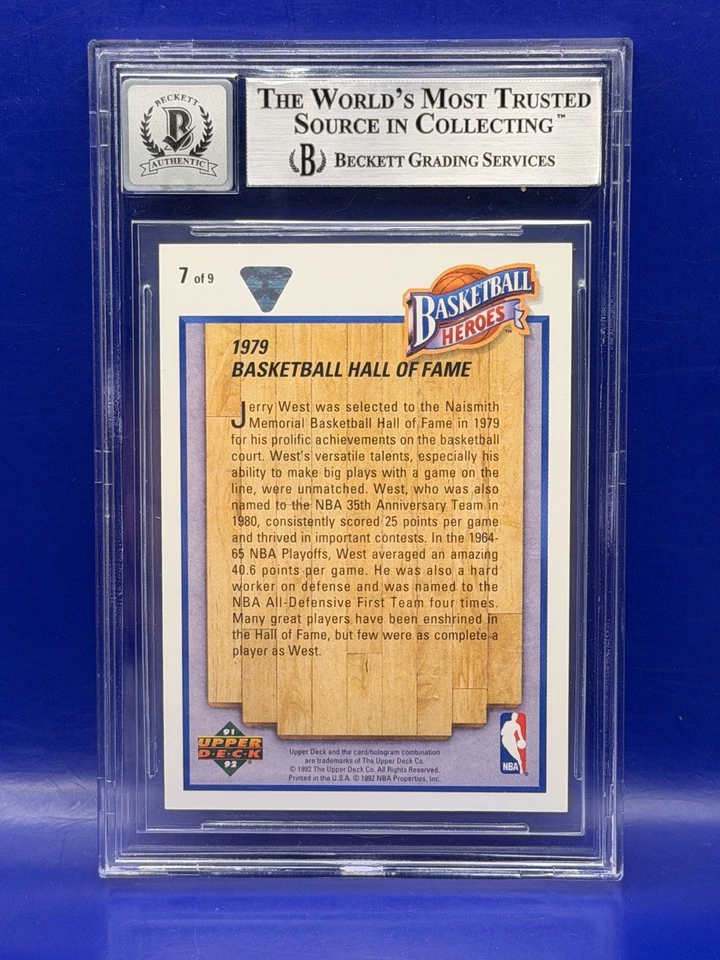 BECKETT
B
AUTHENTIC
THE WORLD'S MOST TRUSTED
SOURCE IN COLLECTING™
B BECKETT GRADING SERVICES
7 of 9
BASKETBALL
HEROES™
1979
BASKETBALL HALL OF FAME
Jerry West was selected to the Naismith
Memorial Basketball Hall of Fame in 1979
for his prolific achievements on the basketball
court. West's versatile talents, especially his
ability to make big plays with a game on the
line, were unmatched. West, who was also
named to the NBA 35th Anniversary Team in
1980, consistently scored 25 points per game
and thrived in important contests. In the 1964-
65 NBA Playoffs, West averaged an amazing
40.6 points per game. He was also a hard
worker on defense and was named to the
NBA All-Defensive First Team four times.
Many great players have been enshrined in
the Hall of Fame, but few were as complete a
player as West.
91
UPPER
D·E·C·K
92
Upper Deck and the card/hologram combination
are trademarks of The Upper Deck Co.
© 1992 The Upper Deck Co. All Rights Reserved.
Printed in the U.S.A. © 1992 NBA Properties, Inc.
NBA